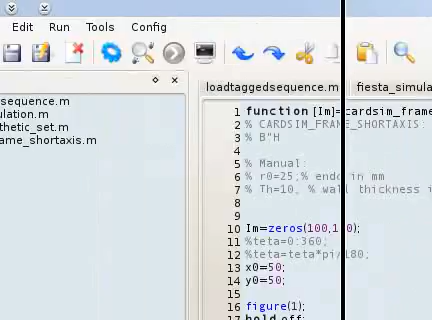 Edit Run Tools Config
sequence.m
ulation.m
thetic_set.m
ame_shortaxis.m
loadtaggedsequence.m fiesta_simula
1 function [Im]=cardsim_frame
2 % CARDSIM_FRAME_SHORTAXIS:
3 % B"H
4
5 % Manual:
6 % r0=25;% endo in mm
7 % Th=10, % wall thickness i
8
9
10 Im=zeros(100,100);
11 %teta=0:360;
12 %teta=teta*pi/180;
13 x0=50;
14 y0=50;
15
16 figure(1);
17 hold off;